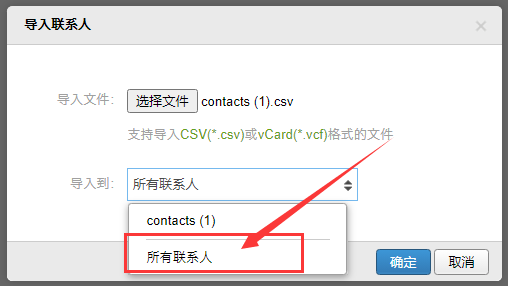 导入联系人
导入文件: 选择文件 contacts (1).csv
支持导入CSV(*.csv)或vCard(*.vcf)格式的文件
导入到: 所有联系人
contacts (1)
所有联系人
确定 取消